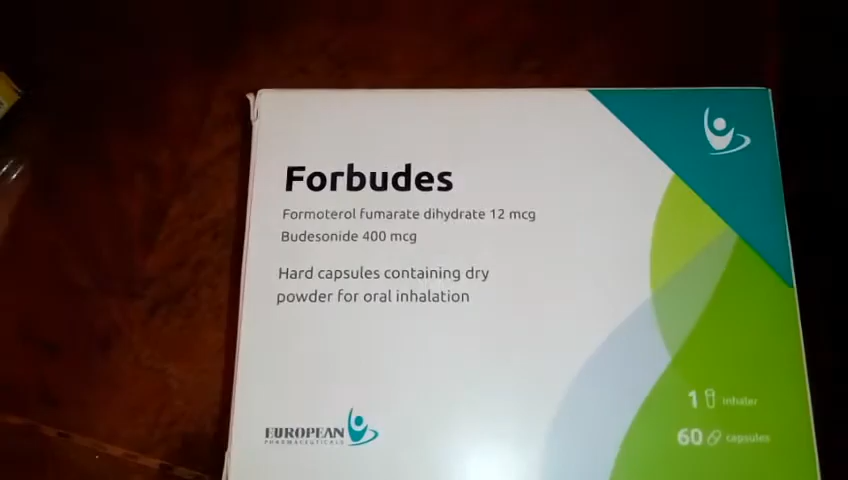 Forbudes
Formoterol fumarate dihydrate 12 mcg
Budesonide 400 mcg
Hard capsules containing dry
powder for oral inhalation
1 inhaler
60 capsules
EUROPEAN
PHARMACEUTICALS